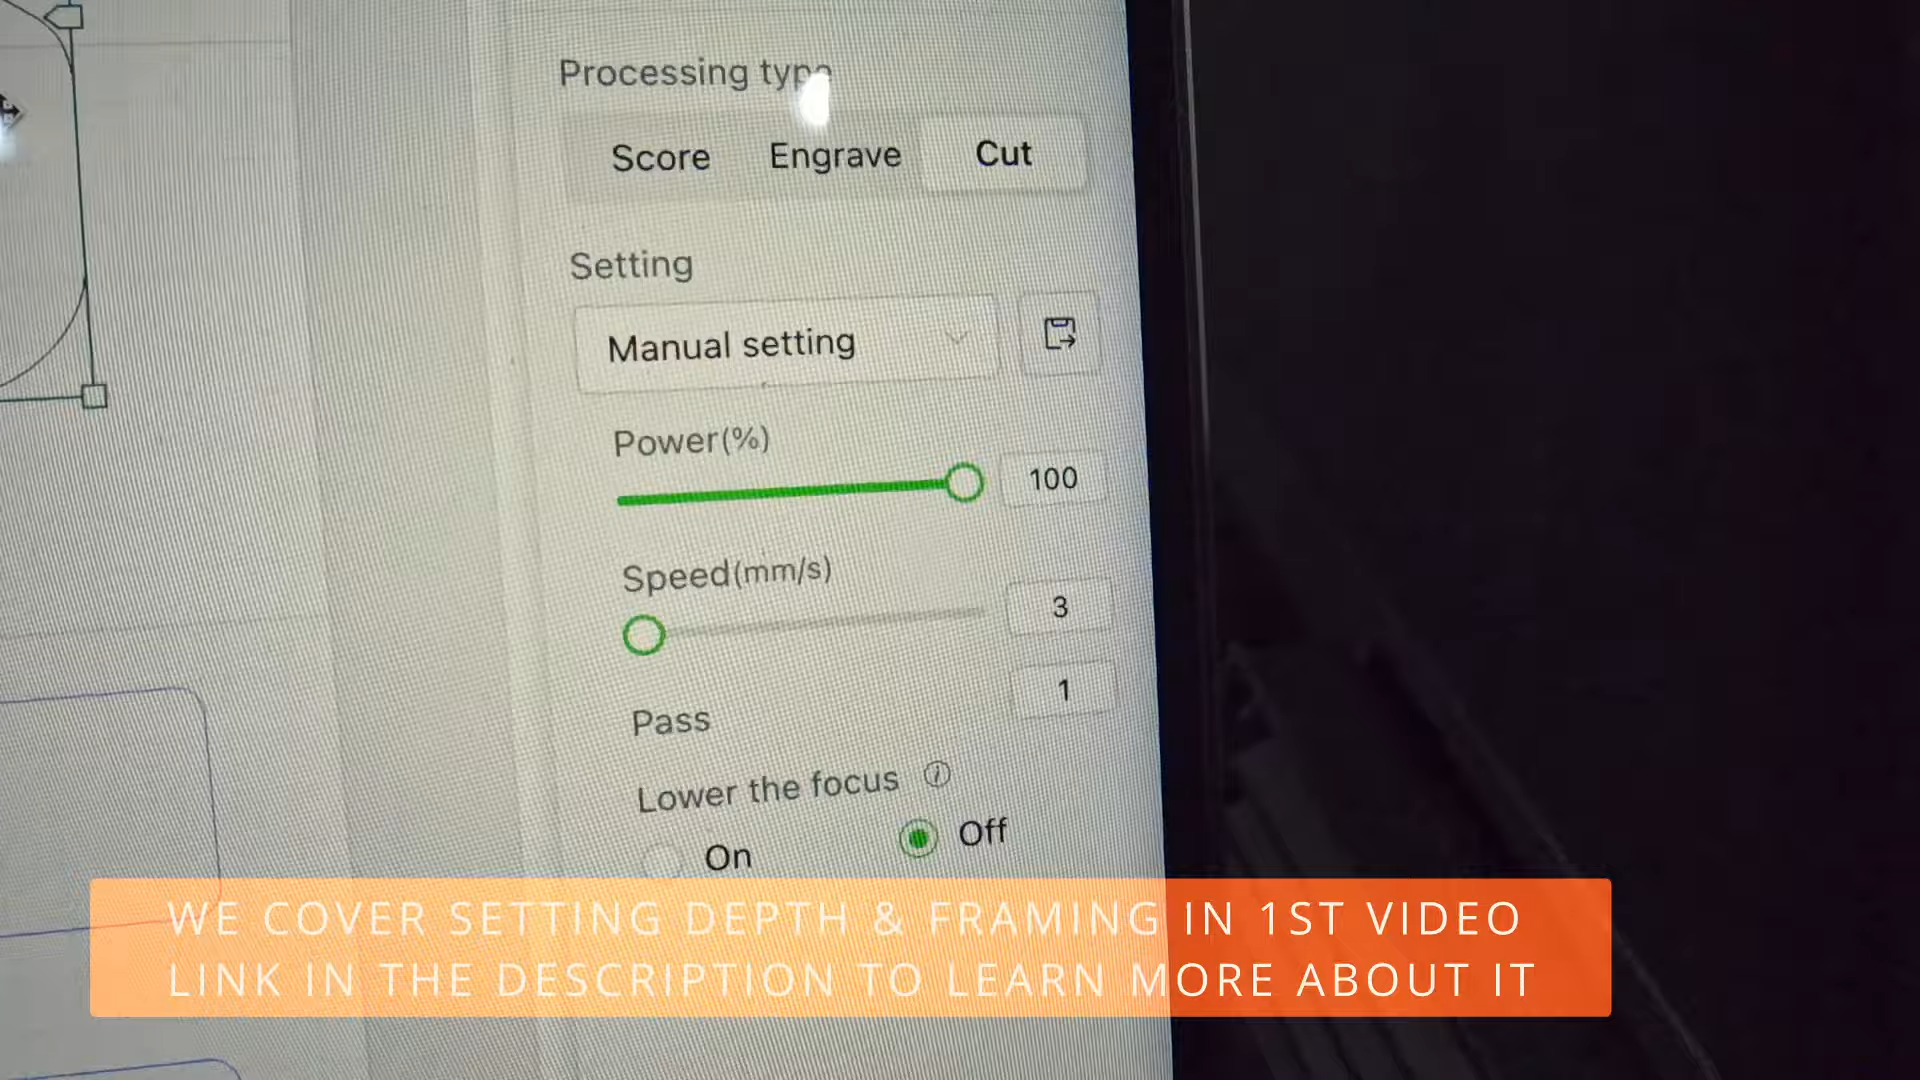 Processing type
Score Engrave Cut
Setting
Manual setting
Power(%)
100
Speed(mm/s)
3
Pass
1
Lower the focus
On Off
WE COVER SETTING DEPTH & FRAMING IN 1ST VIDEO
LINK IN THE DESCRIPTION TO LEARN MORE ABOUT IT